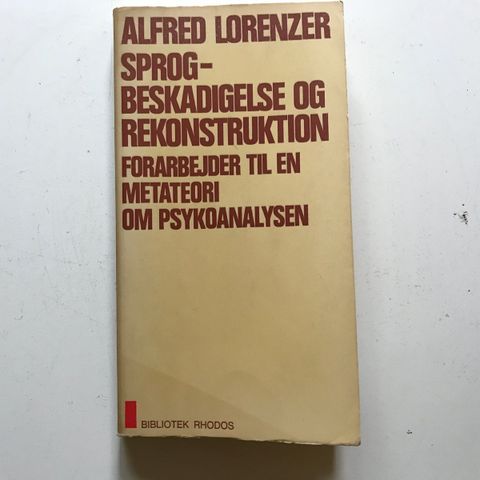 ALFRED LORENZER
SPROG-
BESKADIGELSE OG
REKONSTRUKTION
FORARBEJDER TIL EN
METATEORI
OM PSYKOANALYSEN
BIBLIOTEK RHODOS